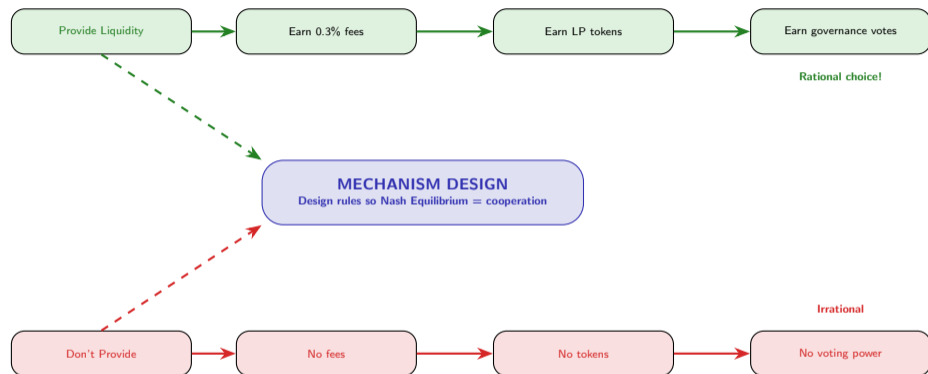 Provide Liquidity
Earn 0.3% fees
Earn LP tokens
Earn governance votes
Rational choice!
MECHANISM DESIGN
Design rules so Nash Equilibrium = cooperation
Irrational
Don't Provide
No fees
No tokens
No voting power